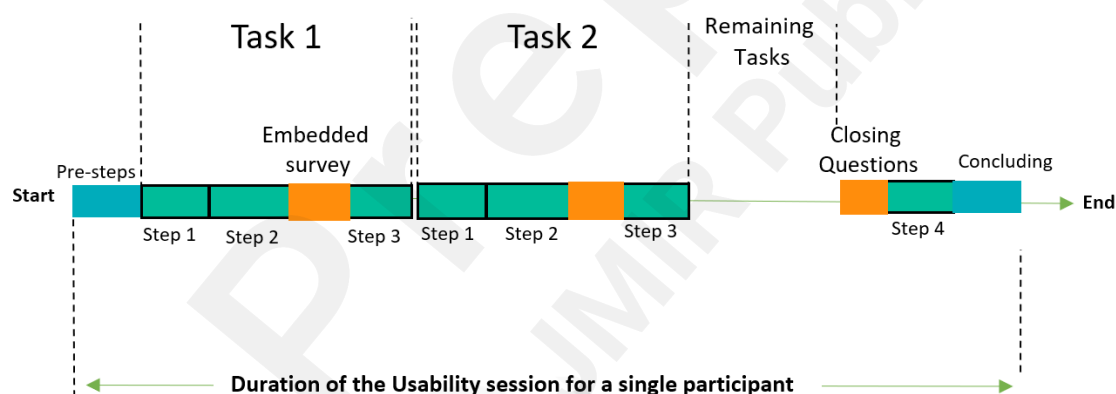 Task 1
Task 2
Remaining
Tasks
Embedded
survey
Closing
Questions
Pre-steps
Concluding
Start
End
Step 1
Step 2
Step 3
Step 1
Step 2
Step 3
Step 4
Duration of the Usability session for a single participant